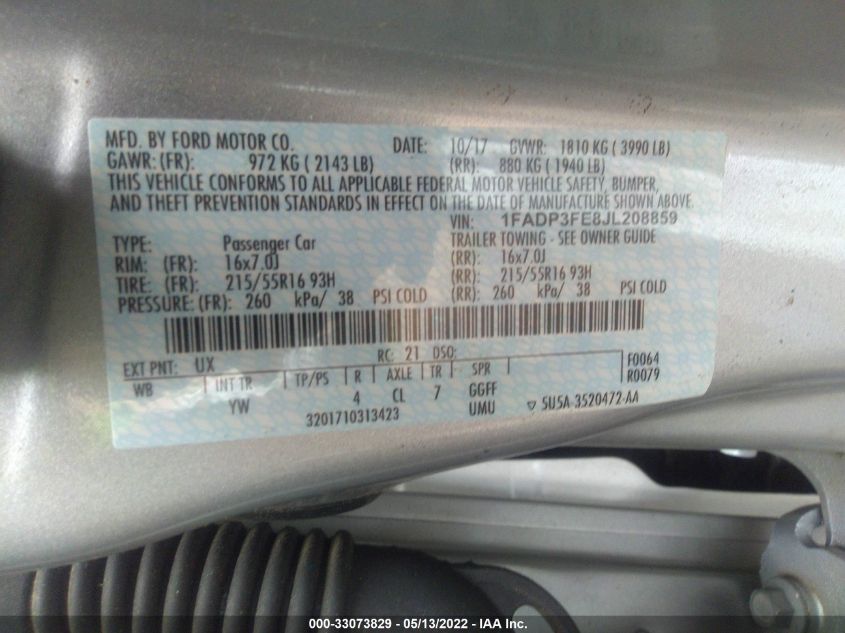 MFD. BY FORD MOTOR CO. DATE: 10/17 GVWR: 1810 KG ( 3990 LB)
GAWR: (FR): 972 KG ( 2143 LB) (RR): 880 KG ( 1940 LB)
THIS VEHICLE CONFORMS TO ALL APPLICABLE FEDERAL MOTOR VEHICLE SAFETY, BUMPER,
AND THEFT PREVENTION STANDARDS IN EFFECT ON THE DATE OF MANUFACTURE SHOWN ABOVE.
VIN: 1FADP3FE8JL208859
TYPE: Passenger Car TRAILER TOWING - SEE OWNER GUIDE
RIM: (FR): 16x7.0J (RR): 16x7.0J
TIRE: (FR): 215/55R16 93H (RR): 215/55R16 93H
PRESSURE: (FR): 260 kPa/ 38 PSI COLD (RR): 260 kPa/ 38 PSI COLD
EXT PNT: UX RC: 21 DSO: F0064
WB INT TR TP/PS R AXLE TR SPR R0079
YW 4 CL 7 GGFF
3201710313423 UMU ▽ SU5A-3520472-AA
000-33073829 - 05/13/2022 - IAA Inc.